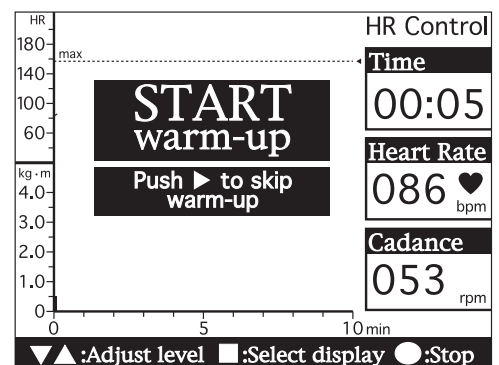 HR
HR Control
180
max
140
100
60
Time
00:05
START
warm-up
Push ▶ to skip
warm-up
Heart Rate
086 ♥ bpm
kg·m
4.0
3.0
2.0
1.0
0
Cadance
053 rpm
0 5 10 min
▼▲:Adjust level ■:Select display ●:Stop